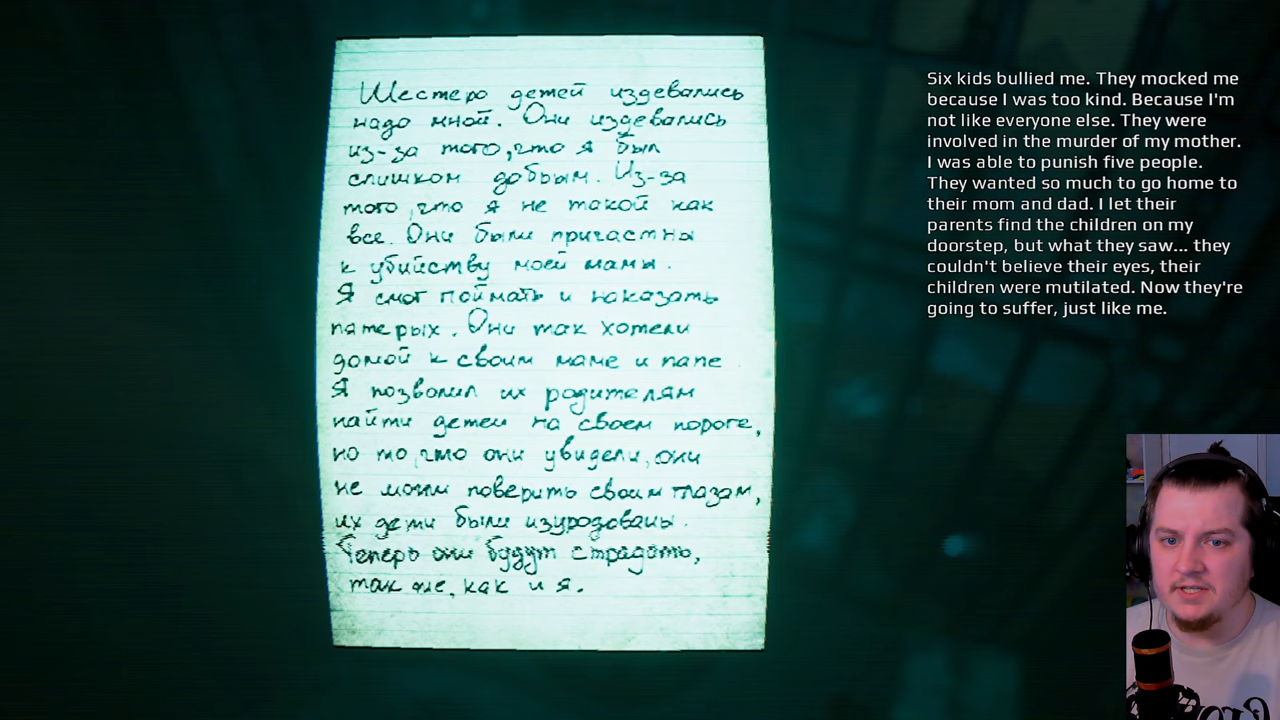 Шестеро детей издевались
надо мной. Они издевались
из-за того, что я был
слишком добрым. Из-за
того, что я не такой как
все. Они были причастны
к убийству моей мамы.
Я смог поймать и наказать
пятерых. Они так хотели
домой к своим маме и папе
Я позволил их родителям
найти детей на своем пороге,
но то, что они увидели, они
не могли поверить своим глазам,
их дети были изуродованы.
Теперь они будут страдать,
так же, как и я.
Six kids bullied me. They mocked me
because I was too kind. Because I'm
not like everyone else. They were
involved in the murder of my mother.
I was able to punish five people.
They wanted so much to go home to
their mom and dad. I let their
parents find the children on my
doorstep, but what they saw... they
couldn't believe their eyes, their
children were mutilated. Now they're
going to suffer, just like me.